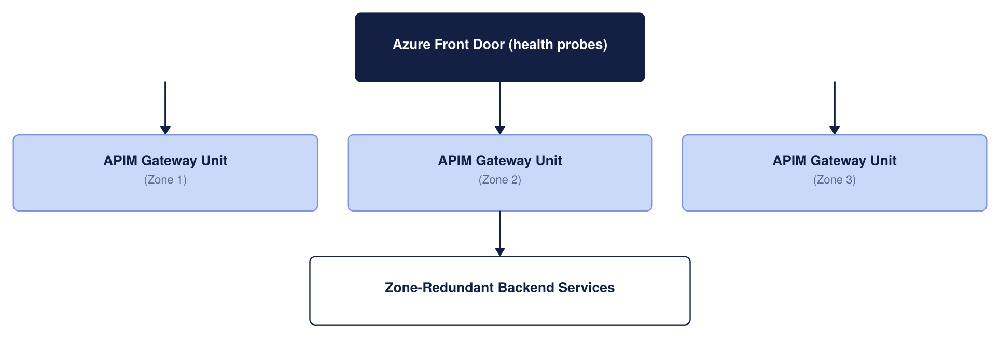 Azure Front Door (health probes)
APIM Gateway Unit
(Zone 1)
APIM Gateway Unit
(Zone 2)
APIM Gateway Unit
(Zone 3)
Zone-Redundant Backend Services